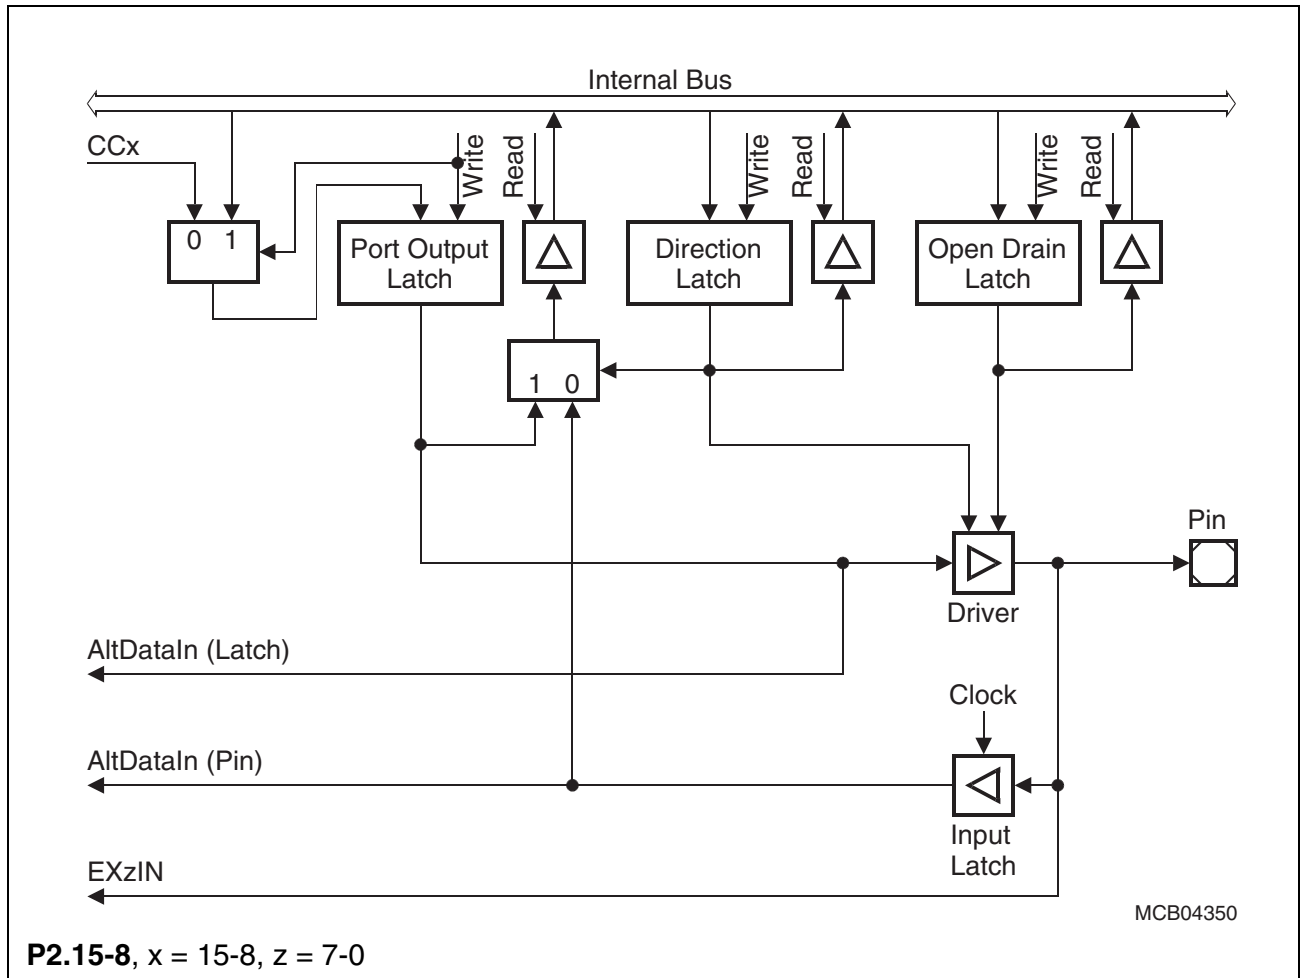 Internal Bus
CCx
Write
Read
Write
Read
Write
Read
0 1
Port Output
Latch
Direction
Latch
Open Drain
Latch
1 0
Pin
Driver
AltDataIn (Latch)
Clock
AltDataIn (Pin)
Input
Latch
EXzIN
MCB04350
P2.15-8, x = 15-8, z = 7-0